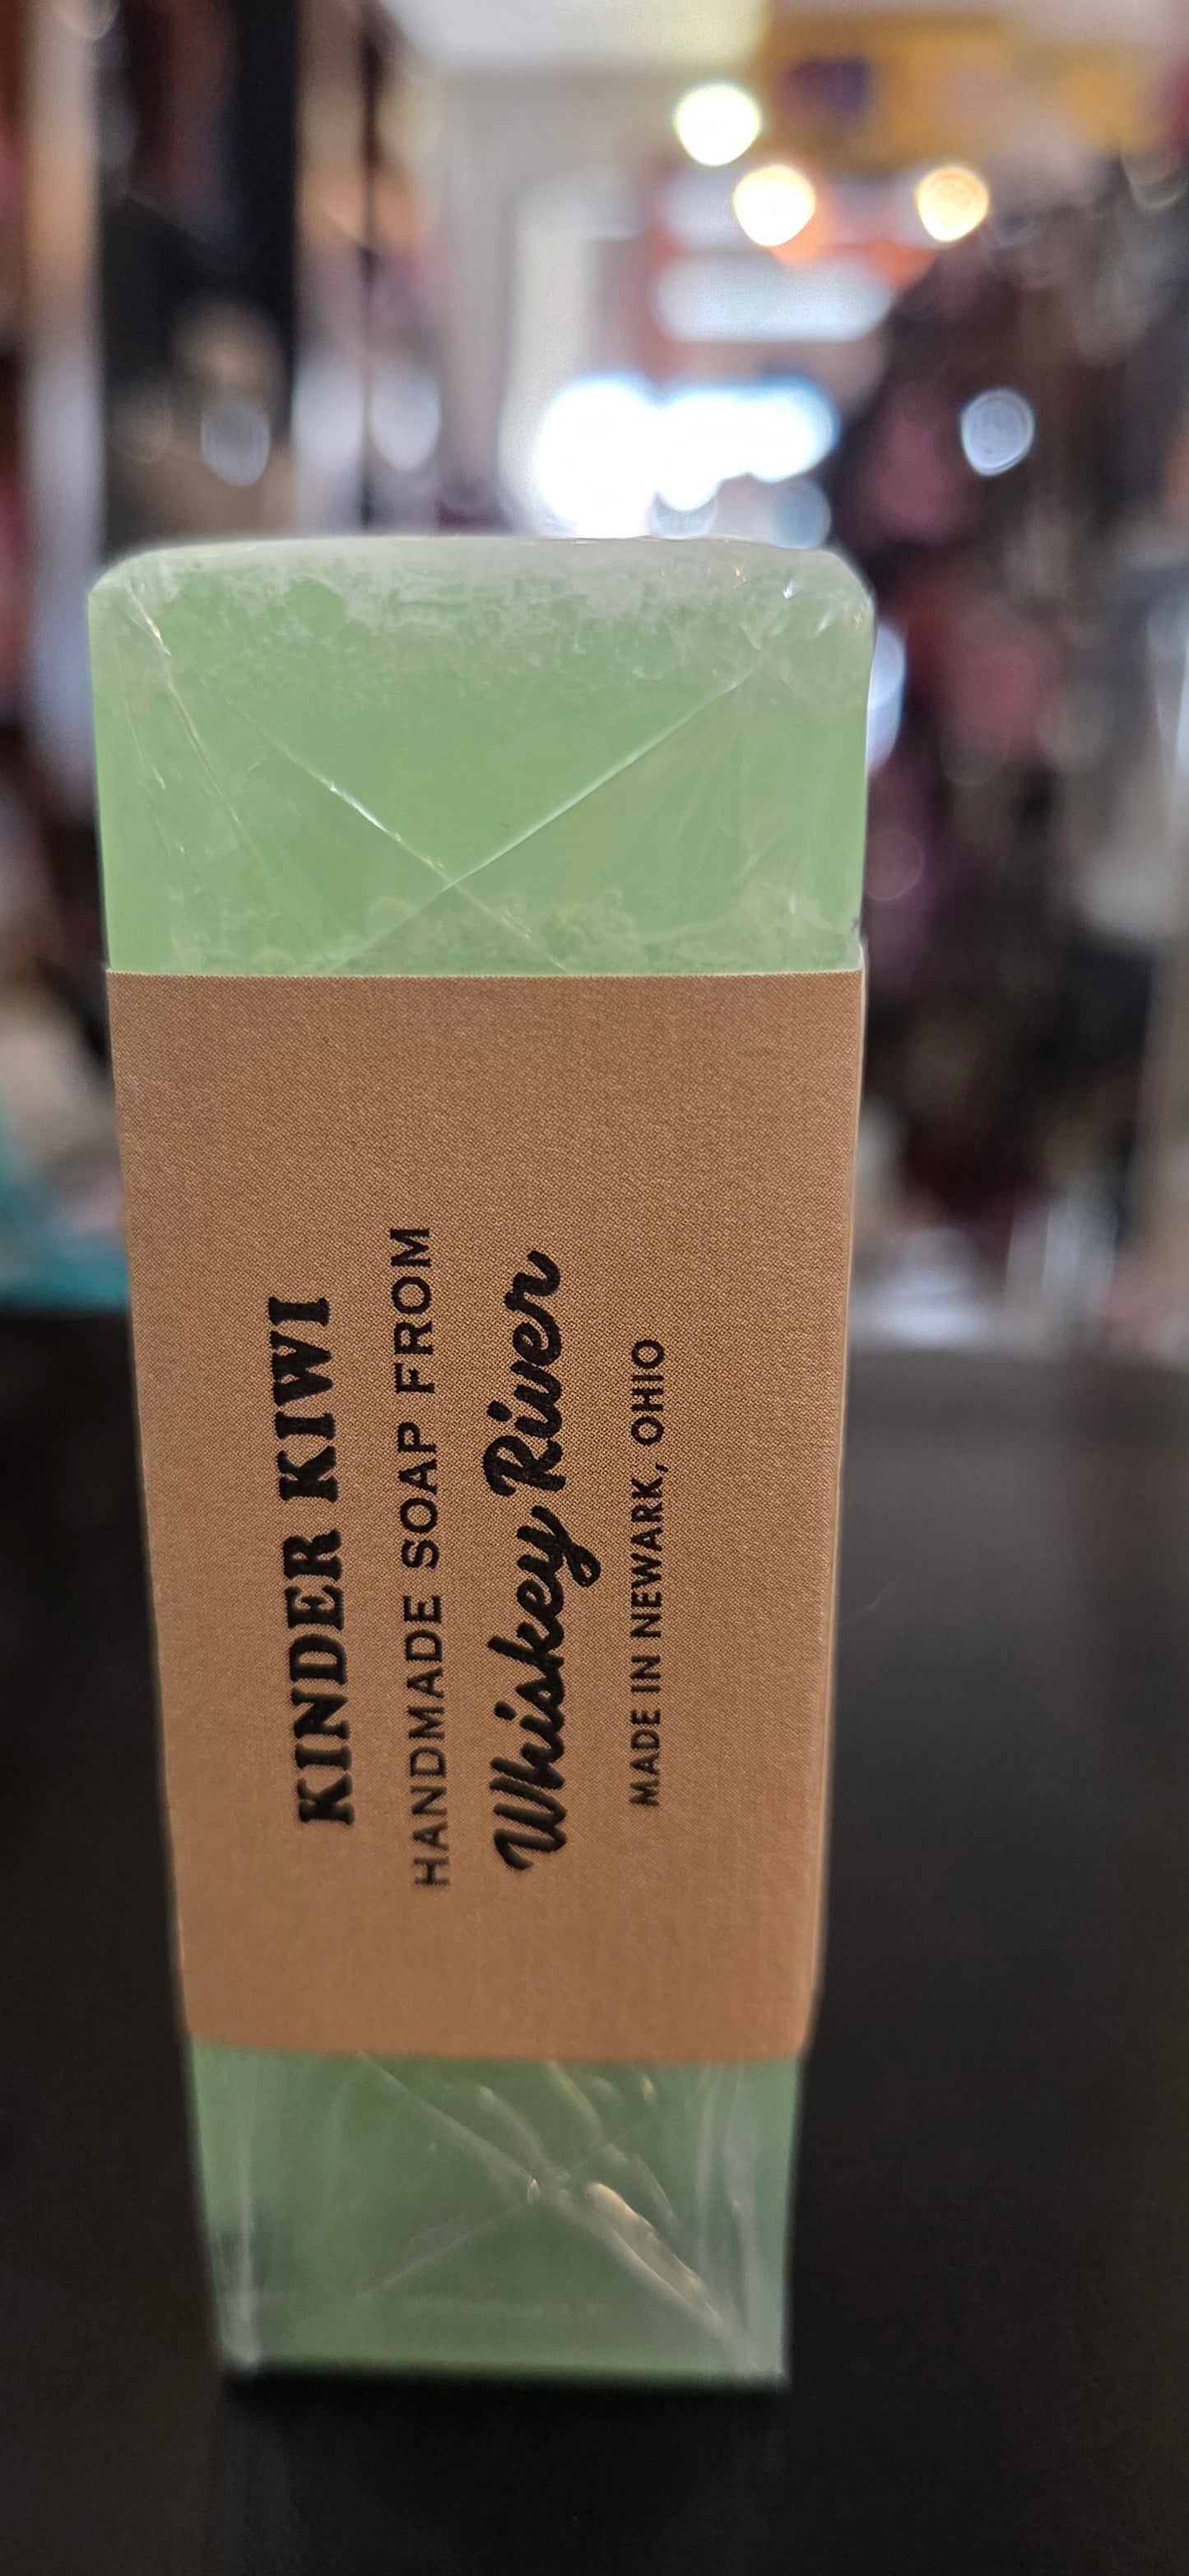 KINDER KIWI
HANDMADE SOAP FROM
Whiskey River
MADE IN NEWARK, OHIO